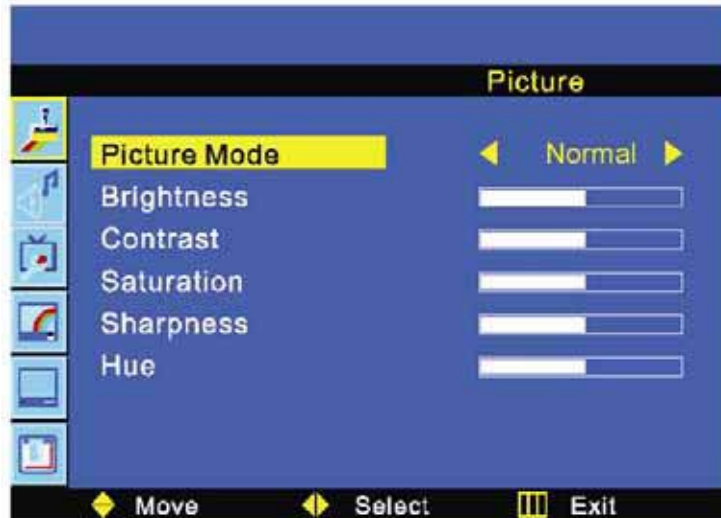 Picture
Picture Mode Normal
Brightness
Contrast
Saturation
Sharpness
Hue
Move Select Exit